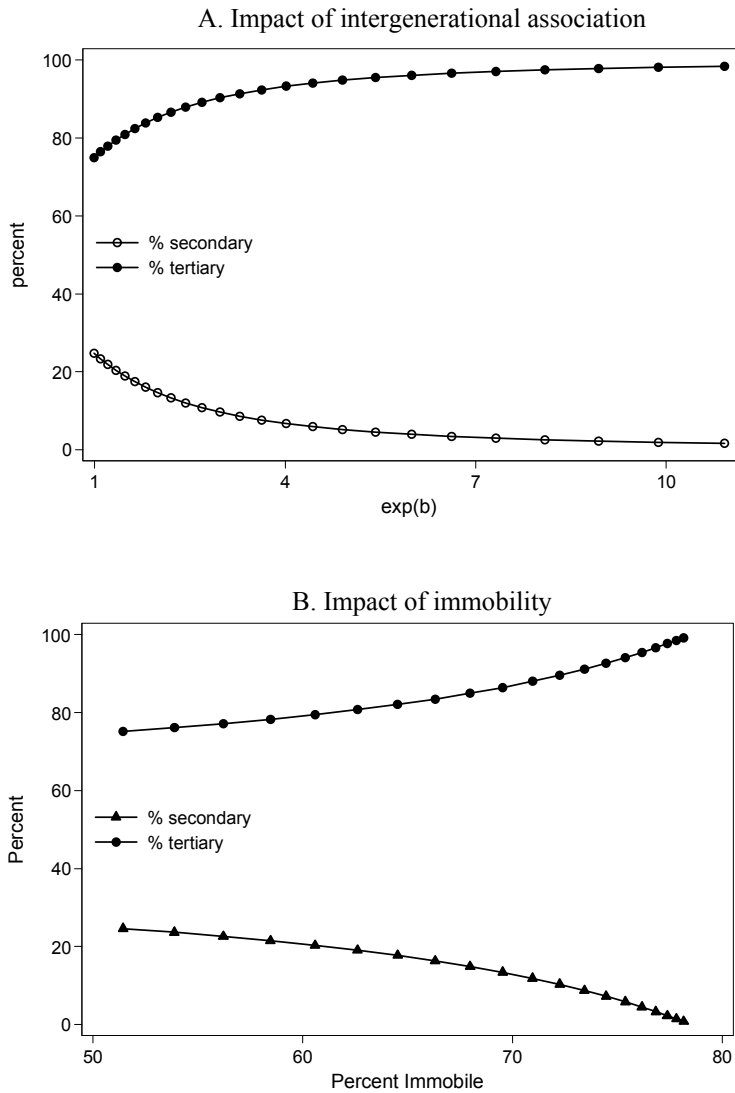 A. Impact of intergenerational association
100
80
60
40
20
0
percent
% secondary
% tertiary
1 4 7 10
exp(b)
B. Impact of immobility
100
80
60
40
20
0
Percent
% secondary
% tertiary
50 60 70 80
Percent Immobile